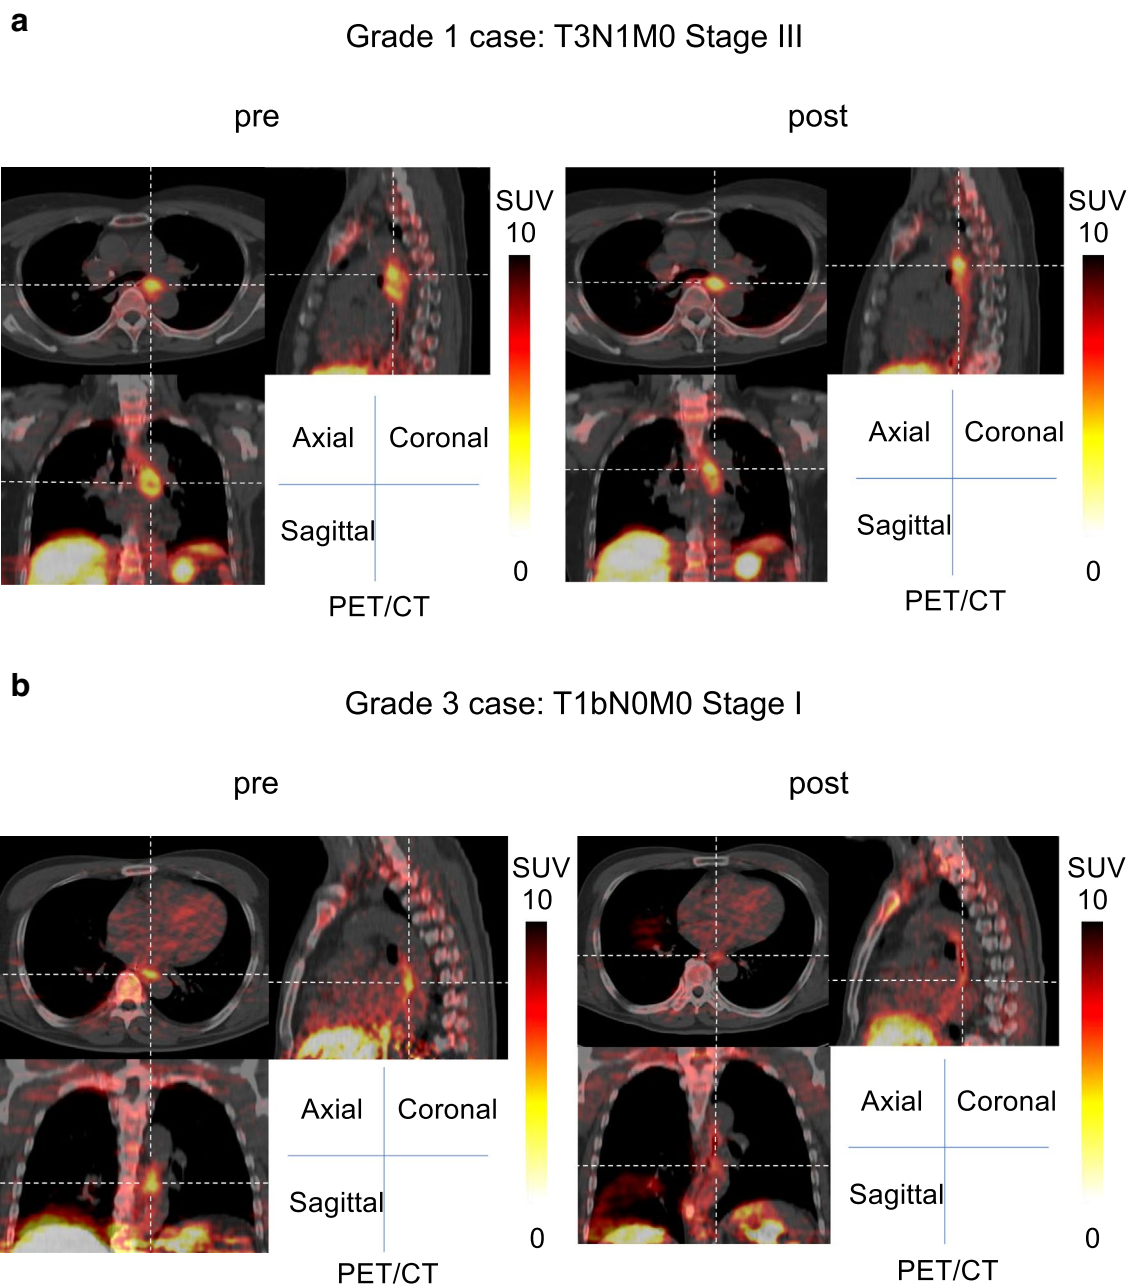 a
Grade 1 case: T3N1M0 Stage III
pre
post
SUV
10
Axial
Coronal
Sagittal
0
PET/CT
SUV
10
Axial
Coronal
Sagittal
0
PET/CT
b
Grade 3 case: T1bN0M0 Stage I
pre
post
SUV
10
Axial
Coronal
Sagittal
0
PET/CT
SUV
10
Axial
Coronal
Sagittal
0
PET/CT